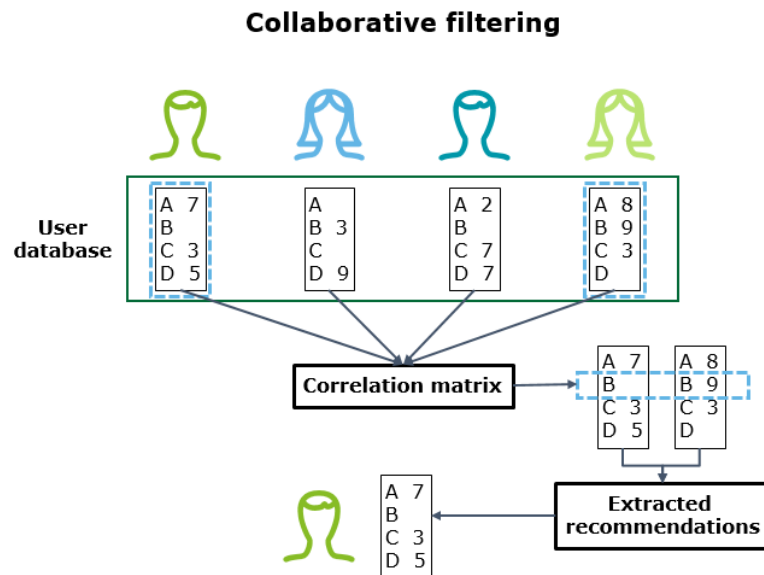 Collaborative filtering
User
database
A 7
B
C 3
D 5
A
B 3
C
D 9
A 2
B
C 7
D 7
A 8
B 9
C 3
D
Correlation matrix
A 7
B
C 3
D 5
A 8
B 9
C 3
D
Extracted
recommendations
A 7
B
C 3
D 5